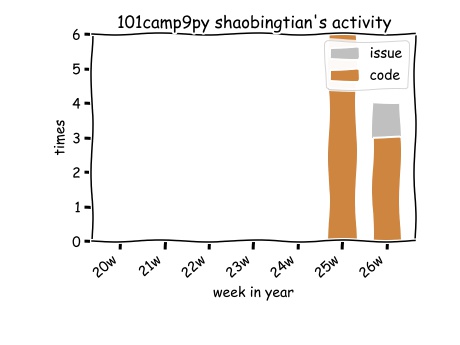 101camp9py shaobingtian's activity
issue
code
6
5
4
3
2
1
0
times
20w 21w 22w 23w 24w 25w 26w
week in year